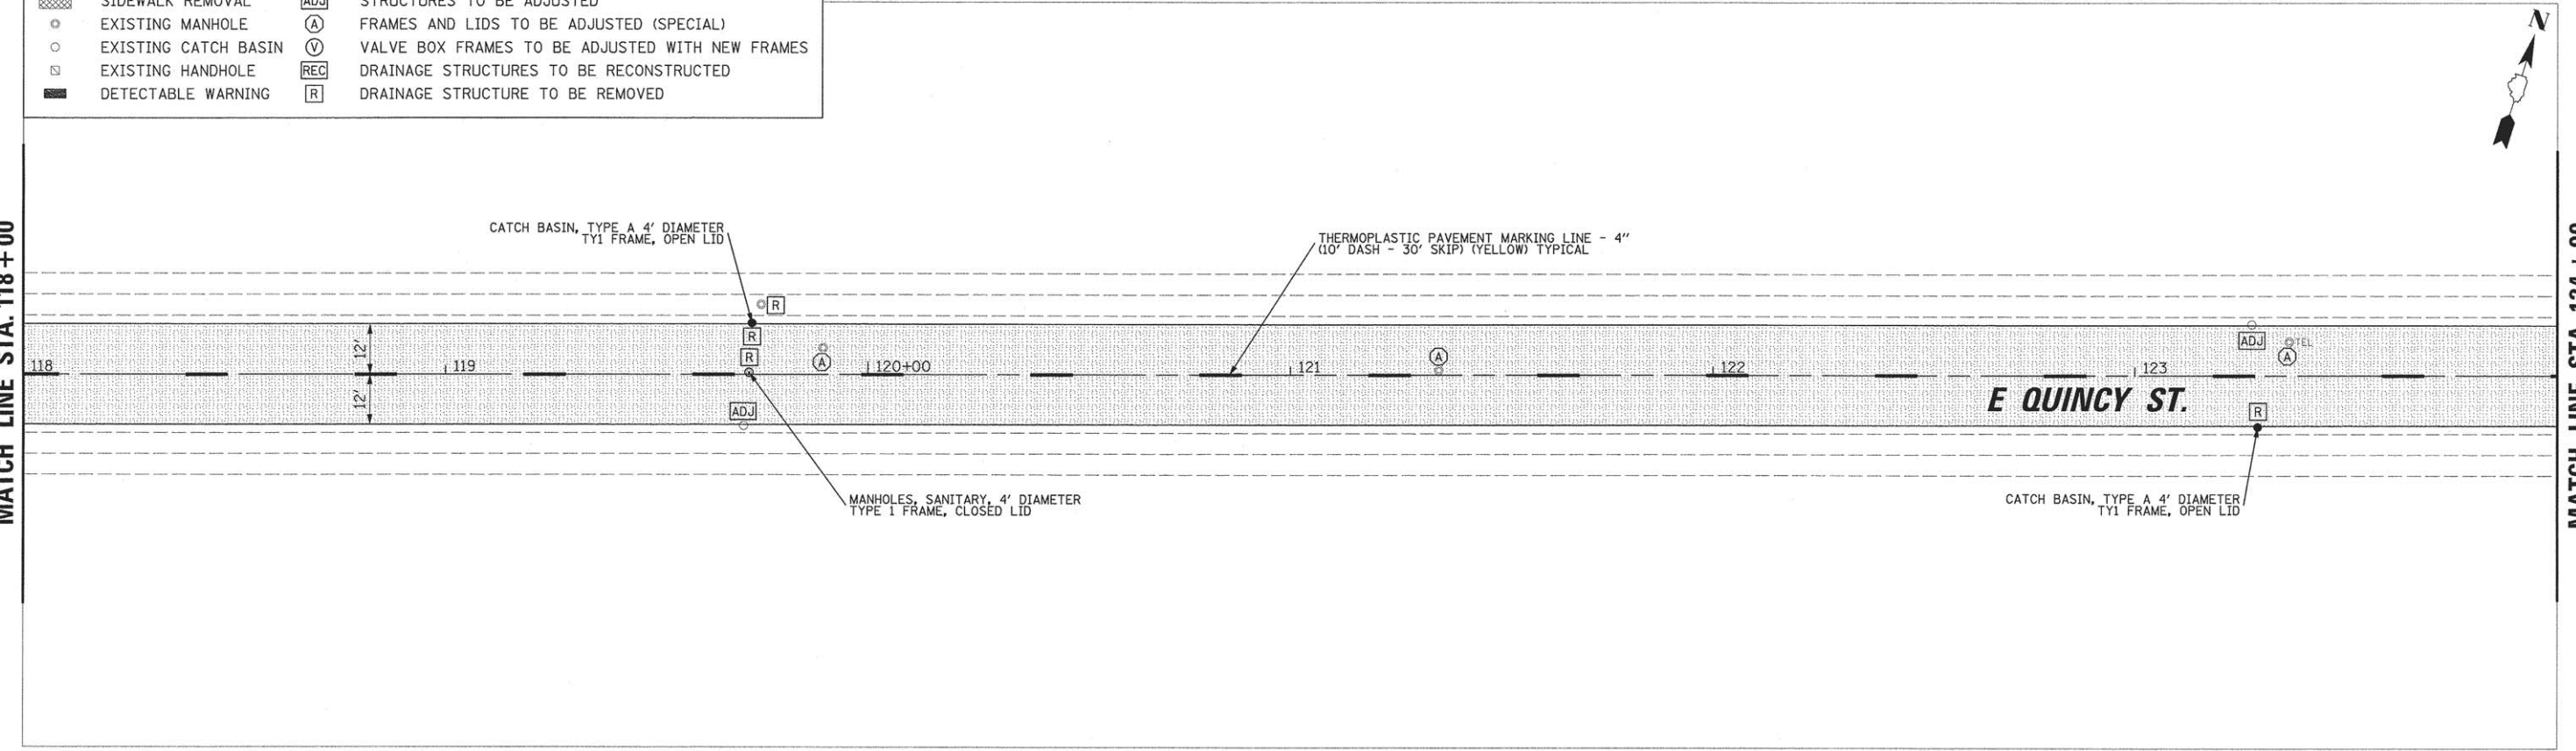 SIDEWALK REMOVAL ADJ STRUCTURES TO BE ADJUSTED
EXISTING MANHOLE A FRAMES AND LIDS TO BE ADJUSTED (SPECIAL)
EXISTING CATCH BASIN V VALVE BOX FRAMES TO BE ADJUSTED WITH NEW FRAMES
EXISTING HANDHOLE REC DRAINAGE STRUCTURES TO BE RECONSTRUCTED
DETECTABLE WARNING R DRAINAGE STRUCTURE TO BE REMOVED
N
MATCH LINE STA. 118+00
CATCH BASIN, TYPE A 4' DIAMETER
TY1 FRAME, OPEN LID
THERMOPLASTIC PAVEMENT MARKING LINE - 4"
(10' DASH - 30' SKIP) (YELLOW) TYPICAL
R
R
R
A
A
ADJ
TEL
A
12'
12'
118
119
120+00
121
122
123
E QUINCY ST.
ADJ
R
MANHOLES, SANITARY, 4' DIAMETER
TYPE 1 FRAME, CLOSED LID
CATCH BASIN, TYPE A 4' DIAMETER
TY1 FRAME, OPEN LID
MATCH LINE STA. 124+00